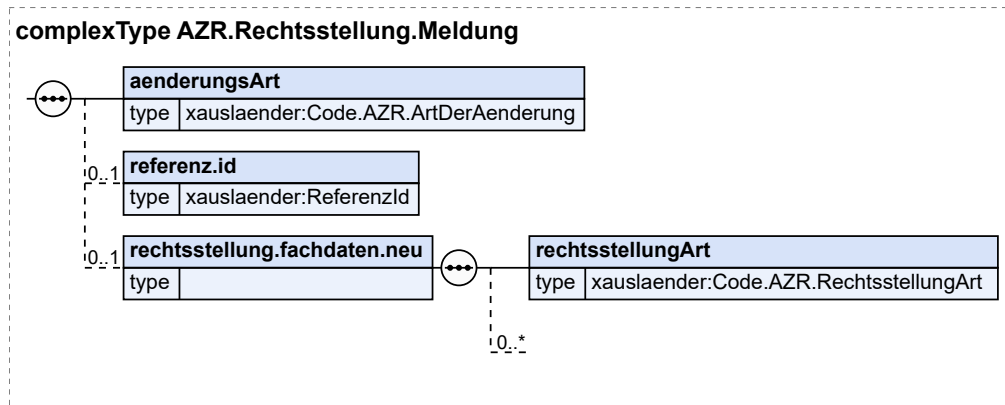 complexType AZR.Rechtsstellung.Meldung
aenderungsArt
type xauslaender:Code.AZR.ArtDerAenderung
0..1
referenz.id
type xauslaender:ReferenzId
0..1
rechtsstellung.fachdaten.neu
type
rechtsstellungArt
type xauslaender:Code.AZR.RechtsstellungArt
0..*